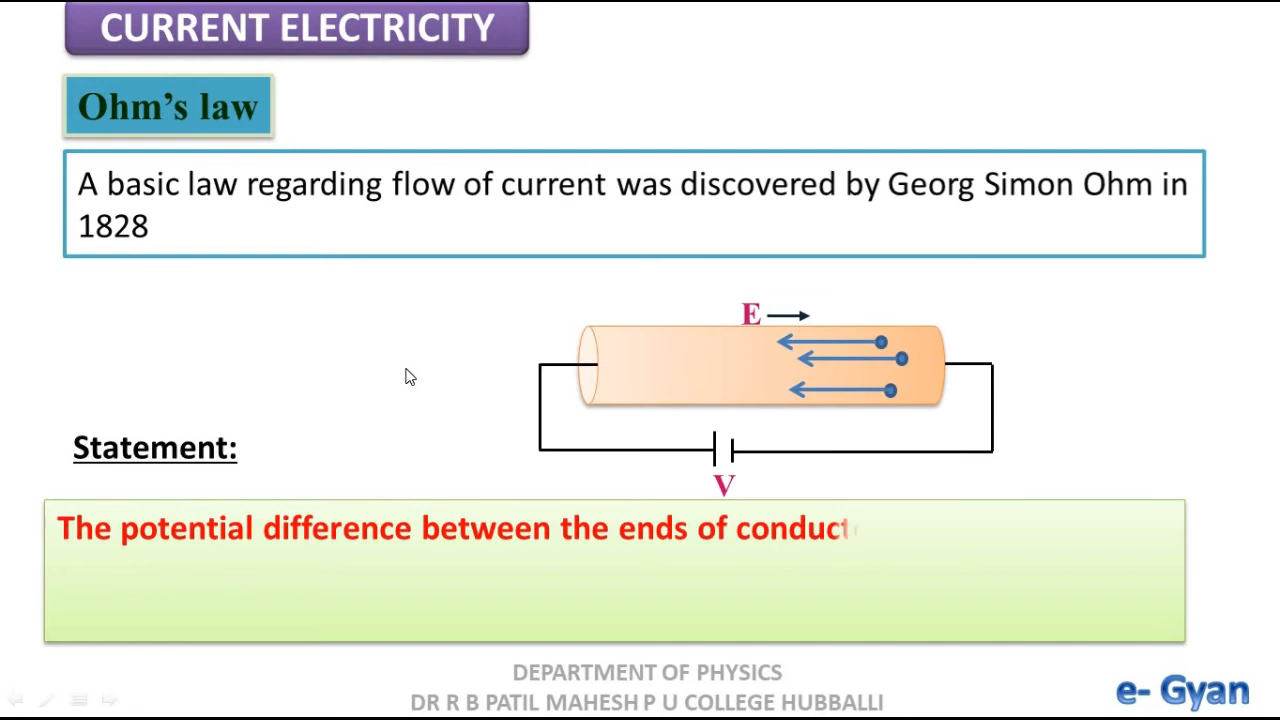 CURRENT ELECTRICITY
Ohm's law
A basic law regarding flow of current was discovered by Georg Simon Ohm in
1828
E
V
Statement:
The potential difference between the ends of
DEPARTMENT OF PHYSICS
DR R B PATIL MAHESH P U COLLEGE HUBBALLI
e- Gyan